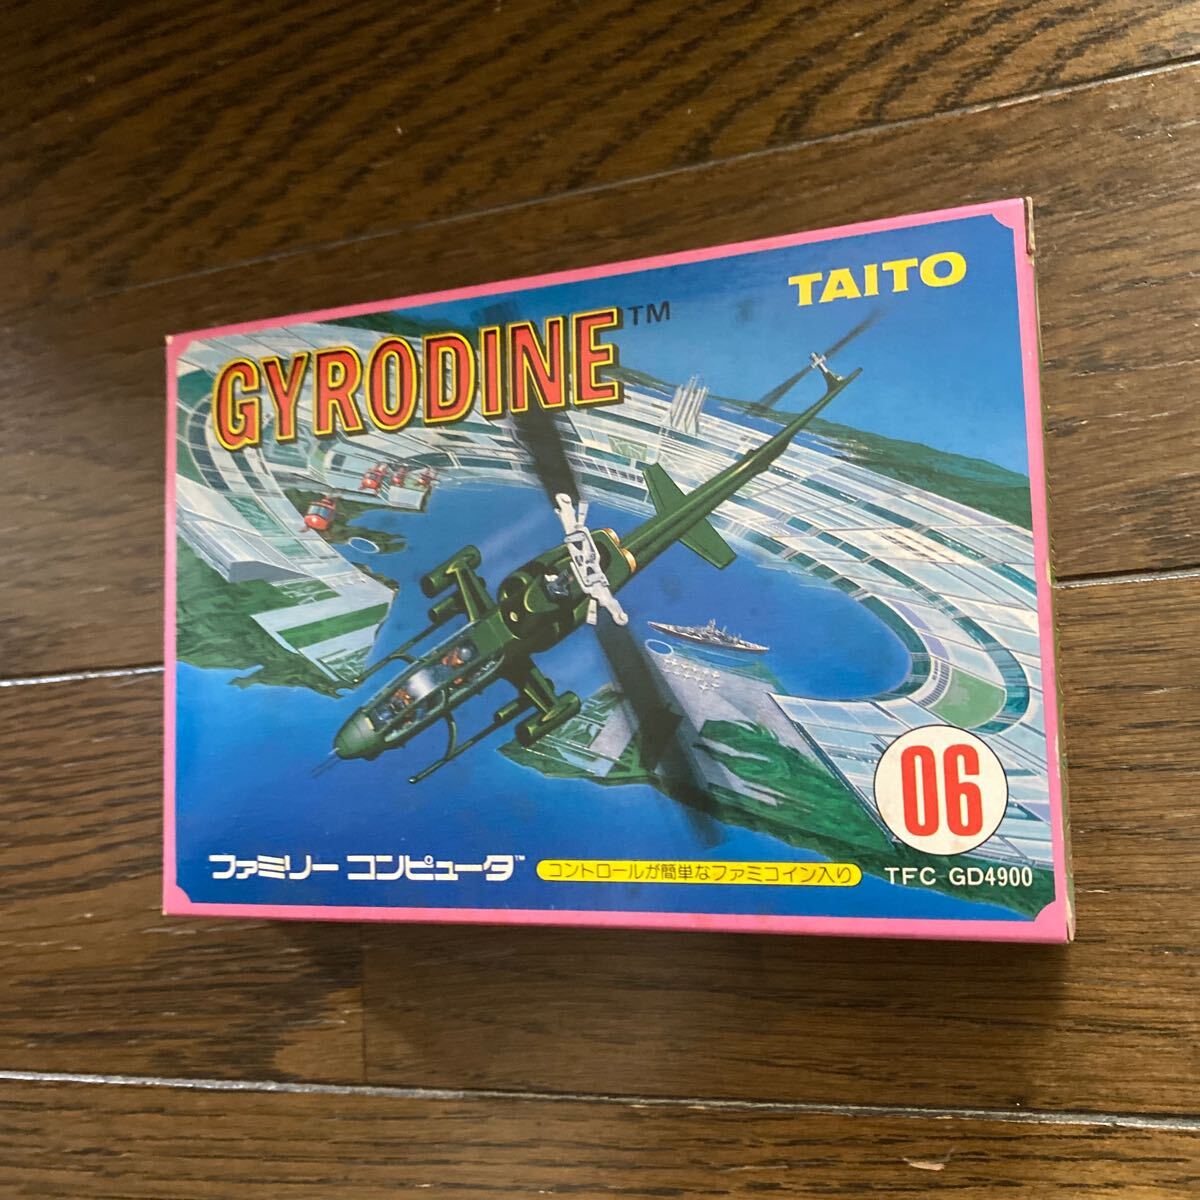 TAITO
GYRODINE™
06
ファミリー コンピュータ™
コントロールが簡単なファミコイン入り
TFC GD4900